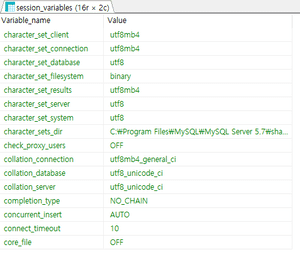 session_variables (16r × 2c)
Variable_name Value
character_set_client utf8mb4
character_set_connection utf8mb4
character_set_database utf8
character_set_filesystem binary
character_set_results utf8mb4
character_set_server utf8
character_set_system utf8
character_sets_dir C:₩Program Files₩MySQL₩MySQL Server 5.7₩sha...
check_proxy_users OFF
collation_connection utf8mb4_general_ci
collation_database utf8_unicode_ci
collation_server utf8_unicode_ci
completion_type NO_CHAIN
concurrent_insert AUTO
connect_timeout 10
core_file OFF